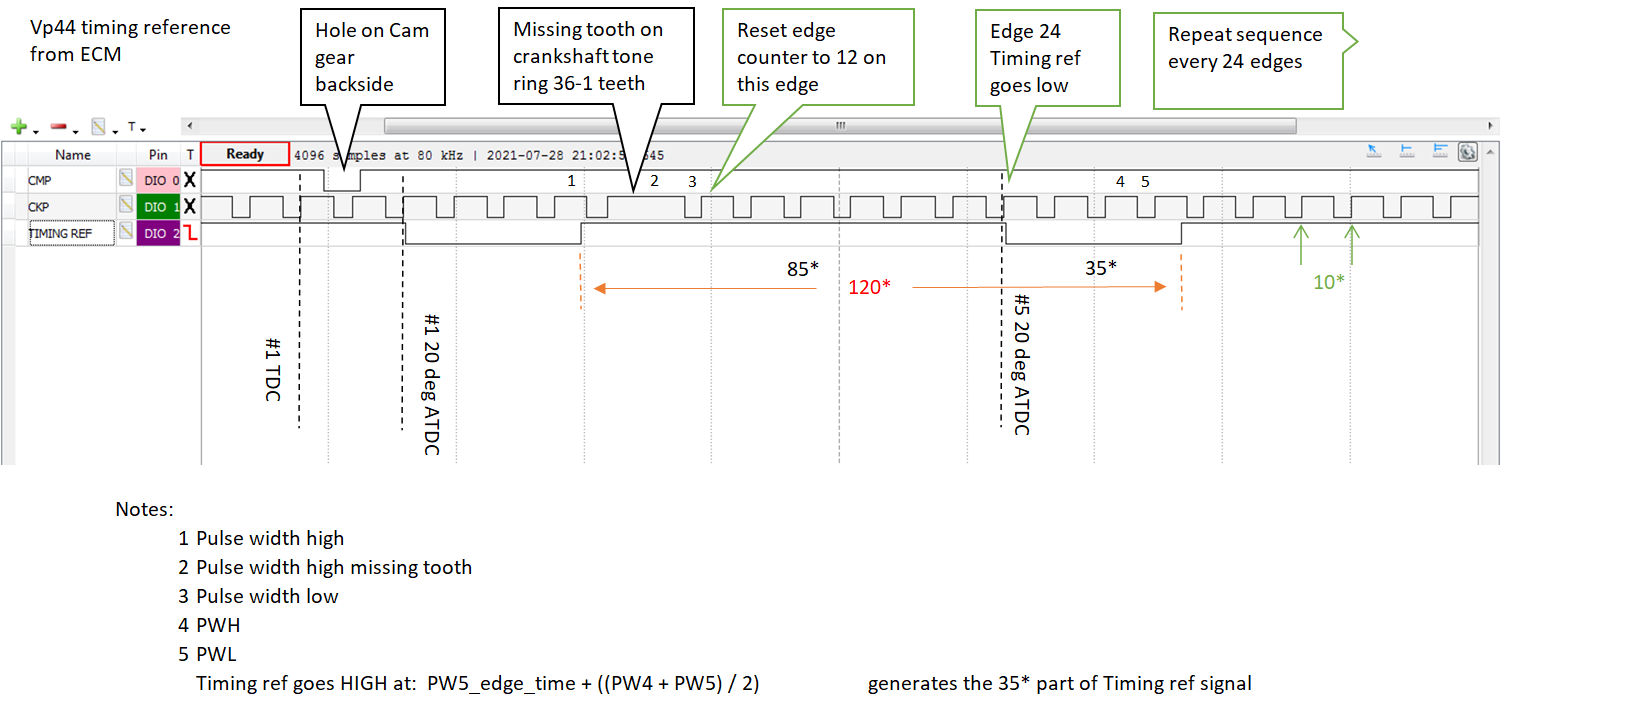 Vp44 timing reference
from ECM
Hole on Cam
gear
backside
Missing tooth on
crankshaft tone
ring 36-1 teeth
Reset edge
counter to 12 on
this edge
Edge 24
Timing ref
goes low
Repeat sequence
every 24 edges
T
Name Pin T Ready 4096 s mples at 80 kHz | 2021-07-28 21:02:5 645
CMP DIO 0 X 1 2 3 4 5
CKP DIO 1 X
TIMING REF DIO 2
85* 35*
120* 10*
#1 TDC
#1 20 deg ATDC
#5 20 deg ATDC
Notes:
1 Pulse width high
2 Pulse width high missing tooth
3 Pulse width low
4 PWH
5 PWL
Timing ref goes HIGH at: PW5_edge_time + ((PW4 + PW5) / 2) generates the 35* part of Timing ref signal